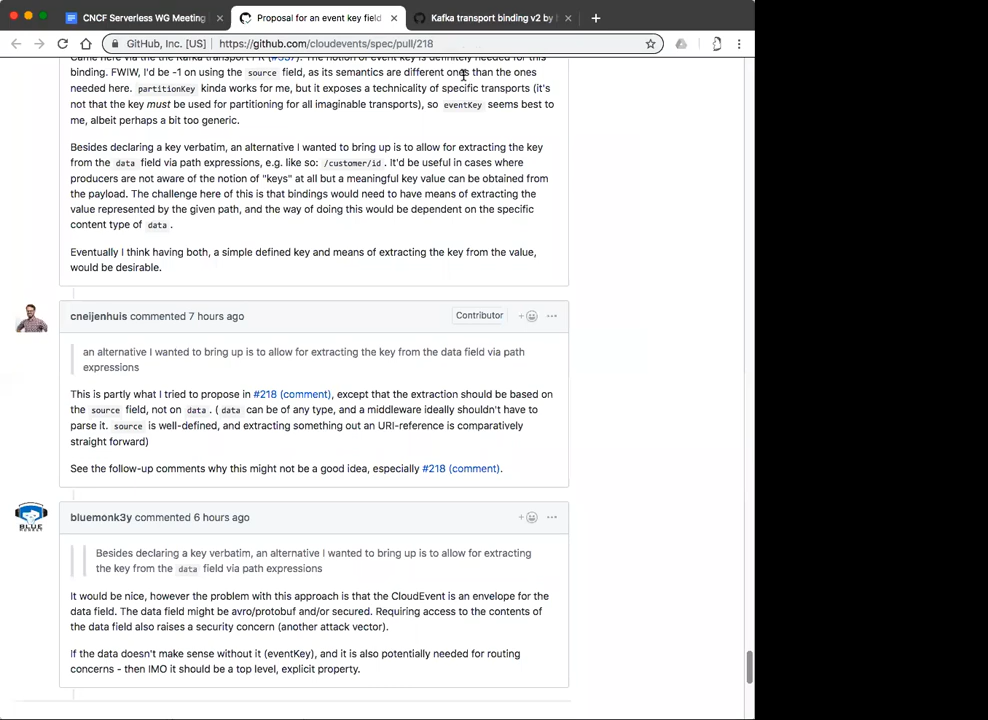 CNCF Serverless WG Meeting
Proposal for an event key field
Kafka transport binding v2 by
GitHub, Inc. [US] https://github.com/cloudevents/spec/pull/218
Came here via the the Kafka transport PR (#337). The notion of event key is definitely needed for this
binding. FWIW, I'd be -1 on using the source field, as its semantics are different ones than the ones
needed here. partitionKey kinda works for me, but it exposes a technicality of specific transports (it's
not that the key must be used for partitioning for all imaginable transports), so eventKey seems best to
me, albeit perhaps a bit too generic.
Besides declaring a key verbatim, an alternative I wanted to bring up is to allow for extracting the key
from the data field via path expressions, e.g. like so: /customer/id. It'd be useful in cases where
producers are not aware of the notion of "keys" at all but a meaningful key value can be obtained from
the payload. The challenge here of this is that bindings would need to have means of extracting the
value represented by the given path, and the way of doing this would be dependent on the specific
content type of data.
Eventually I think having both, a simple defined key and means of extracting the key from the value,
would be desirable.
cneijenhuis commented 7 hours ago
Contributor
an alternative I wanted to bring up is to allow for extracting the key from the data field via path
expressions
This is partly what I tried to propose in #218 (comment), except that the extraction should be based on
the source field, not on data. ( data can be of any type, and a middleware ideally shouldn't have to
parse it. source is well-defined, and extracting something out an URI-reference is comparatively
straight forward)
See the follow-up comments why this might not be a good idea, especially #218 (comment).
BLUE
bluemonk3y commented 6 hours ago
Besides declaring a key verbatim, an alternative I wanted to bring up is to allow for extracting
the key from the data field via path expressions
It would be nice, however the problem with this approach is that the CloudEvent is an envelope for the
data field. The data field might be avro/protobuf and/or secured. Requiring access to the contents of
the data field also raises a security concern (another attack vector).
If the data doesn't make sense without it (eventKey), and it is also potentially needed for routing
concerns - then IMO it should be a top level, explicit property.